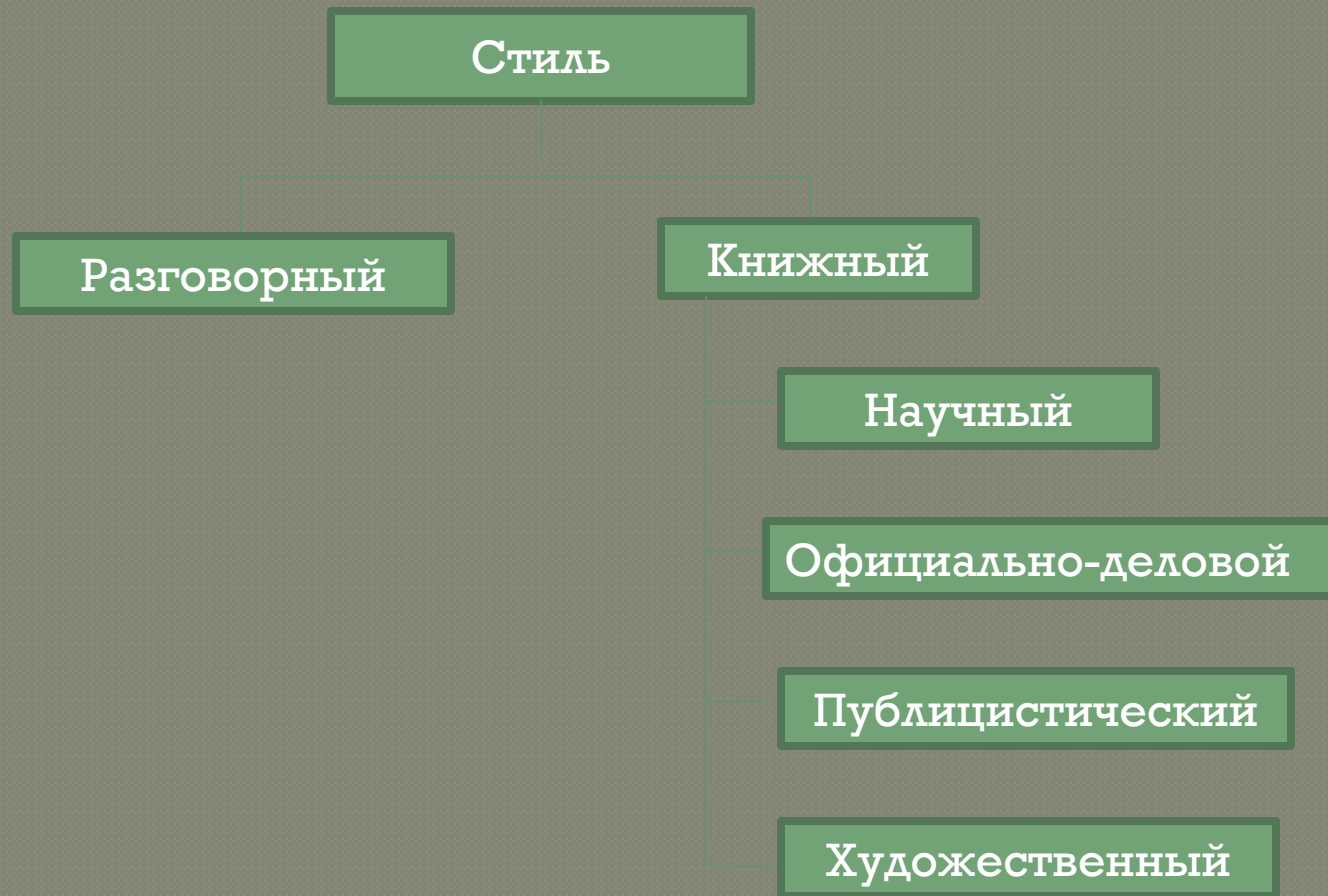 Стиль
Разговорный
Книжный
Научный
Официально-деловой
Публицистический
Художественный